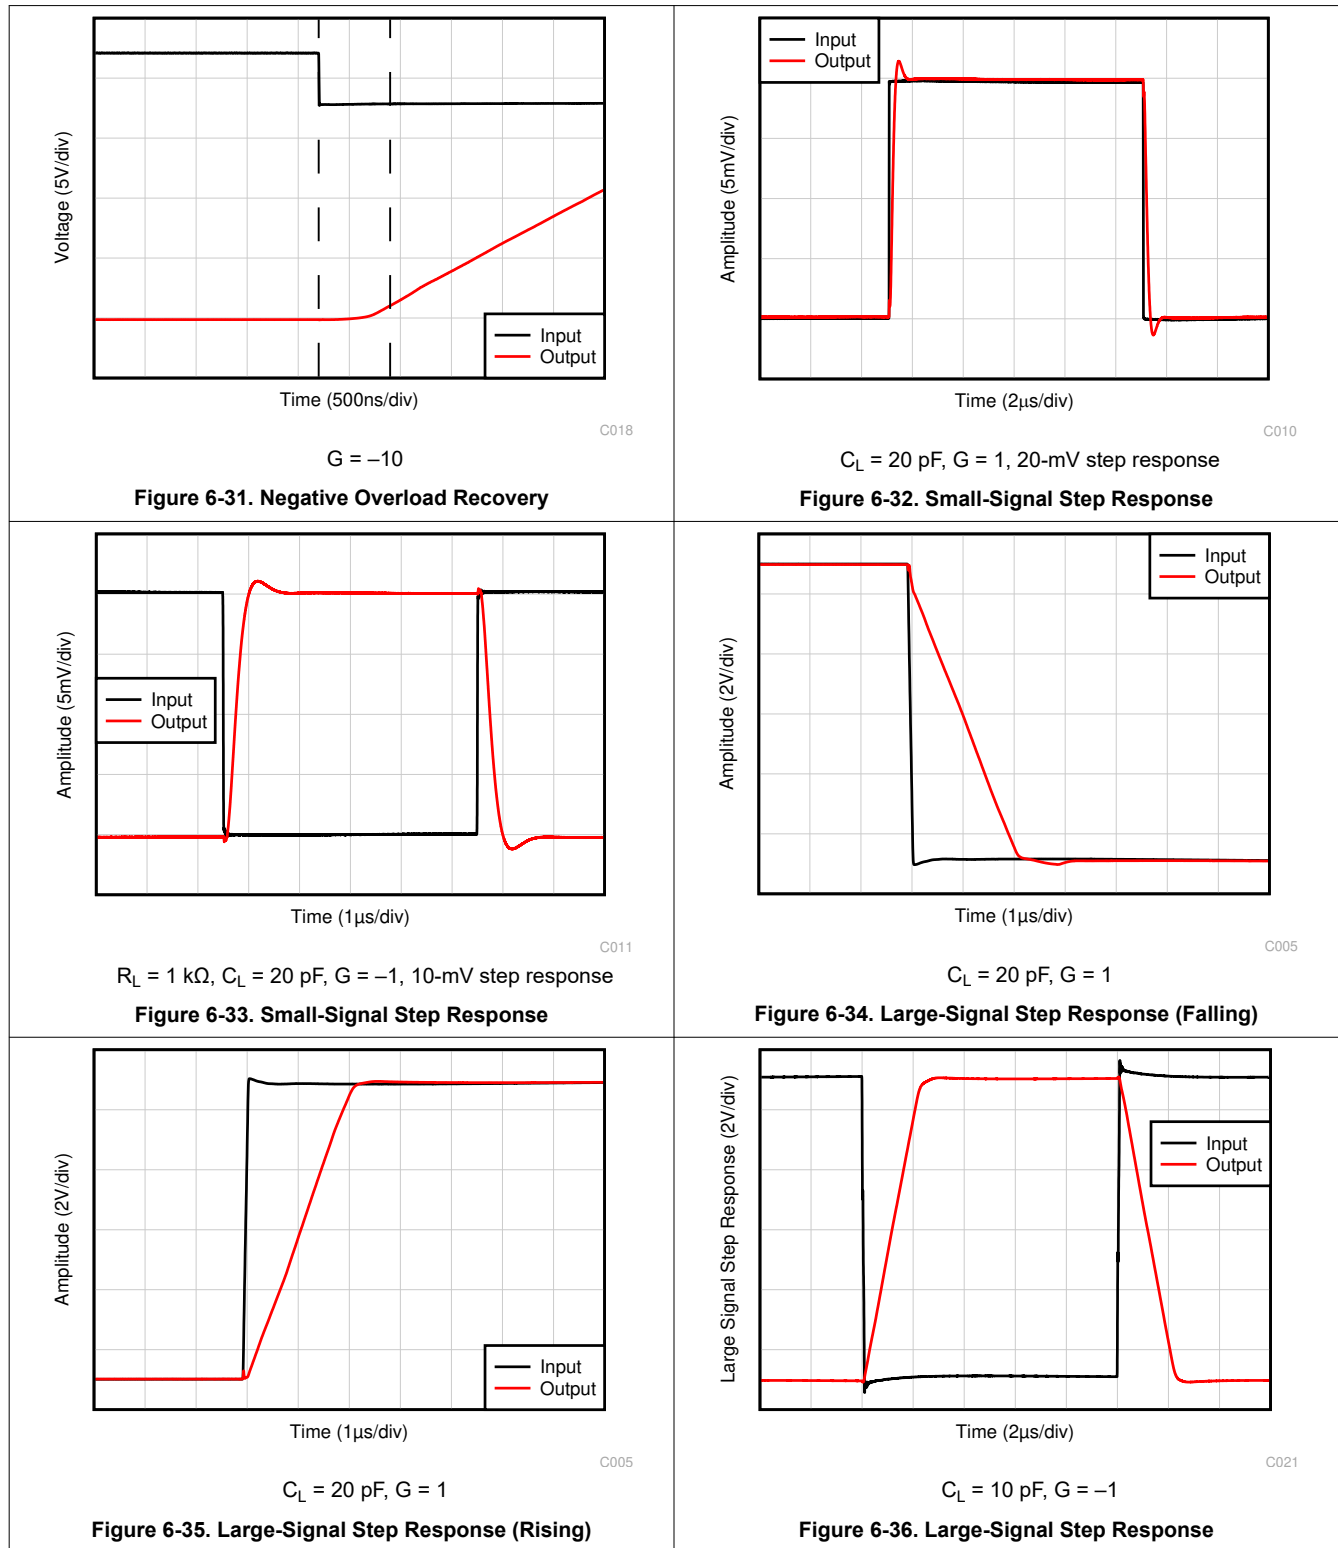 Voltage (5V/div)
Input
Output
Time (500ns/div)
C018
G = –10
Figure 6-31. Negative Overload Recovery
Input
Output
Amplitude (5mV/div)
Time (2μs/div)
C010
CL = 20 pF, G = 1, 20-mV step response
Figure 6-32. Small-Signal Step Response
Amplitude (5mV/div)
Input
Output
Time (1μs/div)
C011
RL = 1 kΩ, CL = 20 pF, G = –1, 10-mV step response
Figure 6-33. Small-Signal Step Response
Input
Output
Amplitude (2V/div)
Time (1μs/div)
C005
CL = 20 pF, G = 1
Figure 6-34. Large-Signal Step Response (Falling)
Amplitude (2V/div)
Input
Output
Time (1μs/div)
C005
CL = 20 pF, G = 1
Figure 6-35. Large-Signal Step Response (Rising)
Large Signal Step Response (2V/div)
Input
Output
Time (2μs/div)
C021
CL = 10 pF, G = –1
Figure 6-36. Large-Signal Step Response